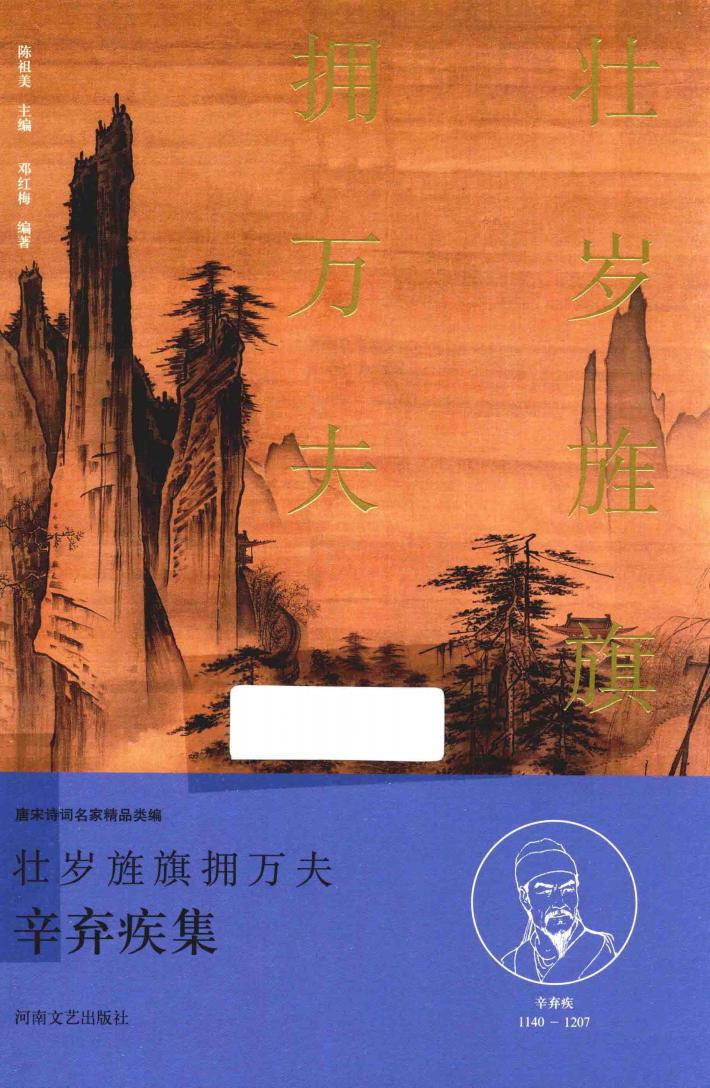 壮岁旌旗
拥万夫
陈祖美 主编 邓红梅 编著
唐宋诗词名家精品类编
壮岁旌旗拥万夫
辛弃疾集
河南文艺出版社
辛弃疾
1140 － 1207